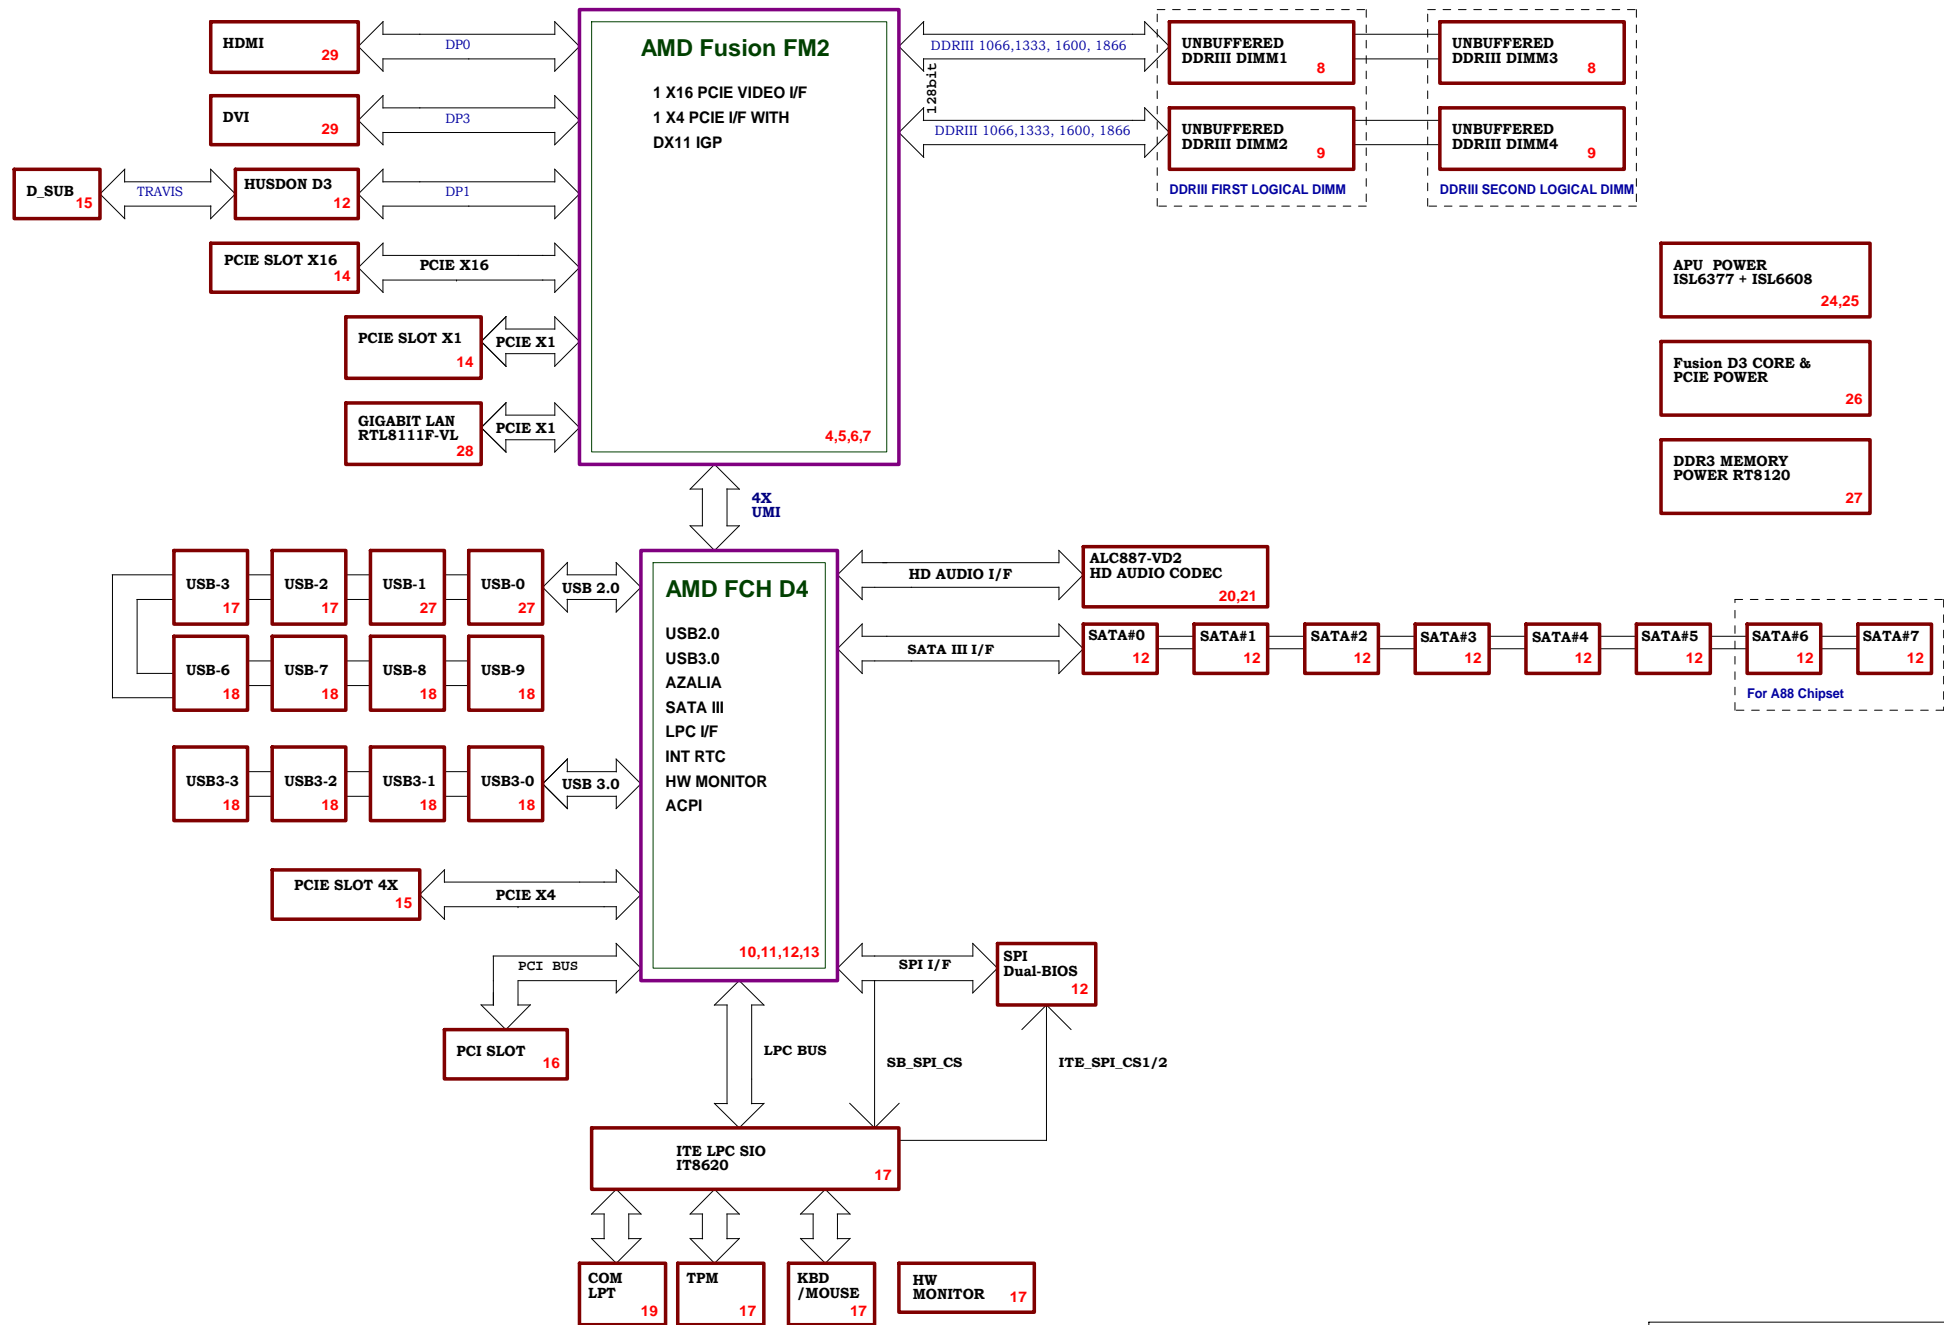 HDMI
29
DP0
DVI
29
DP3
D_SUB
15
TRAVIS
HUSDON D3
12
DP1
PCIE SLOT X16
14
PCIE X16
PCIE SLOT X1
14
PCIE X1
GIGABIT LAN
RTL8111F-VL
28
PCIE X1
AMD Fusion FM2
1 X16 PCIE VIDEO I/F
1 X4 PCIE I/F WITH
DX11 IGP
4,5,6,7
DDRIII 1066,1333, 1600, 1866
128bit
DDRIII 1066,1333, 1600, 1866
UNBUFFERED
DDRIII DIMM1
8
UNBUFFERED
DDRIII DIMM2
9
DDRIII FIRST LOGICAL DIMM
UNBUFFERED
DDRIII DIMM3
8
UNBUFFERED
DDRIII DIMM4
9
DDRIII SECOND LOGICAL DIMM
APU POWER
ISL6377 + ISL6608
24,25
Fusion D3 CORE &
PCIE POWER
26
DDR3 MEMORY
POWER RT8120
27
4X
UMI
USB-3
17
USB-2
17
USB-1
27
USB-0
27
USB 2.0
USB-6
18
USB-7
18
USB-8
18
USB-9
18
USB3-3
18
USB3-2
18
USB3-1
18
USB3-0
18
USB 3.0
PCIE SLOT 4X
15
PCIE X4
PCI BUS
PCI SLOT
16
AMD FCH D4
USB2.0
USB3.0
AZALIA
SATA III
LPC I/F
INT RTC
HW MONITOR
ACPI
10,11,12,13
HD AUDIO I/F
ALC887-VD2
HD AUDIO CODEC
20,21
SATA III I/F
SATA#0
12
SATA#1
12
SATA#2
12
SATA#3
12
SATA#4
12
SATA#5
12
SATA#6
12
SATA#7
12
For A88 Chipset
SPI I/F
SPI
Dual-BIOS
12
LPC BUS
SB_SPI_CS
ITE_SPI_CS1/2
ITE LPC SIO
IT8620
17
COM
LPT
19
TPM
17
KBD
/MOUSE
17
HW
MONITOR
17